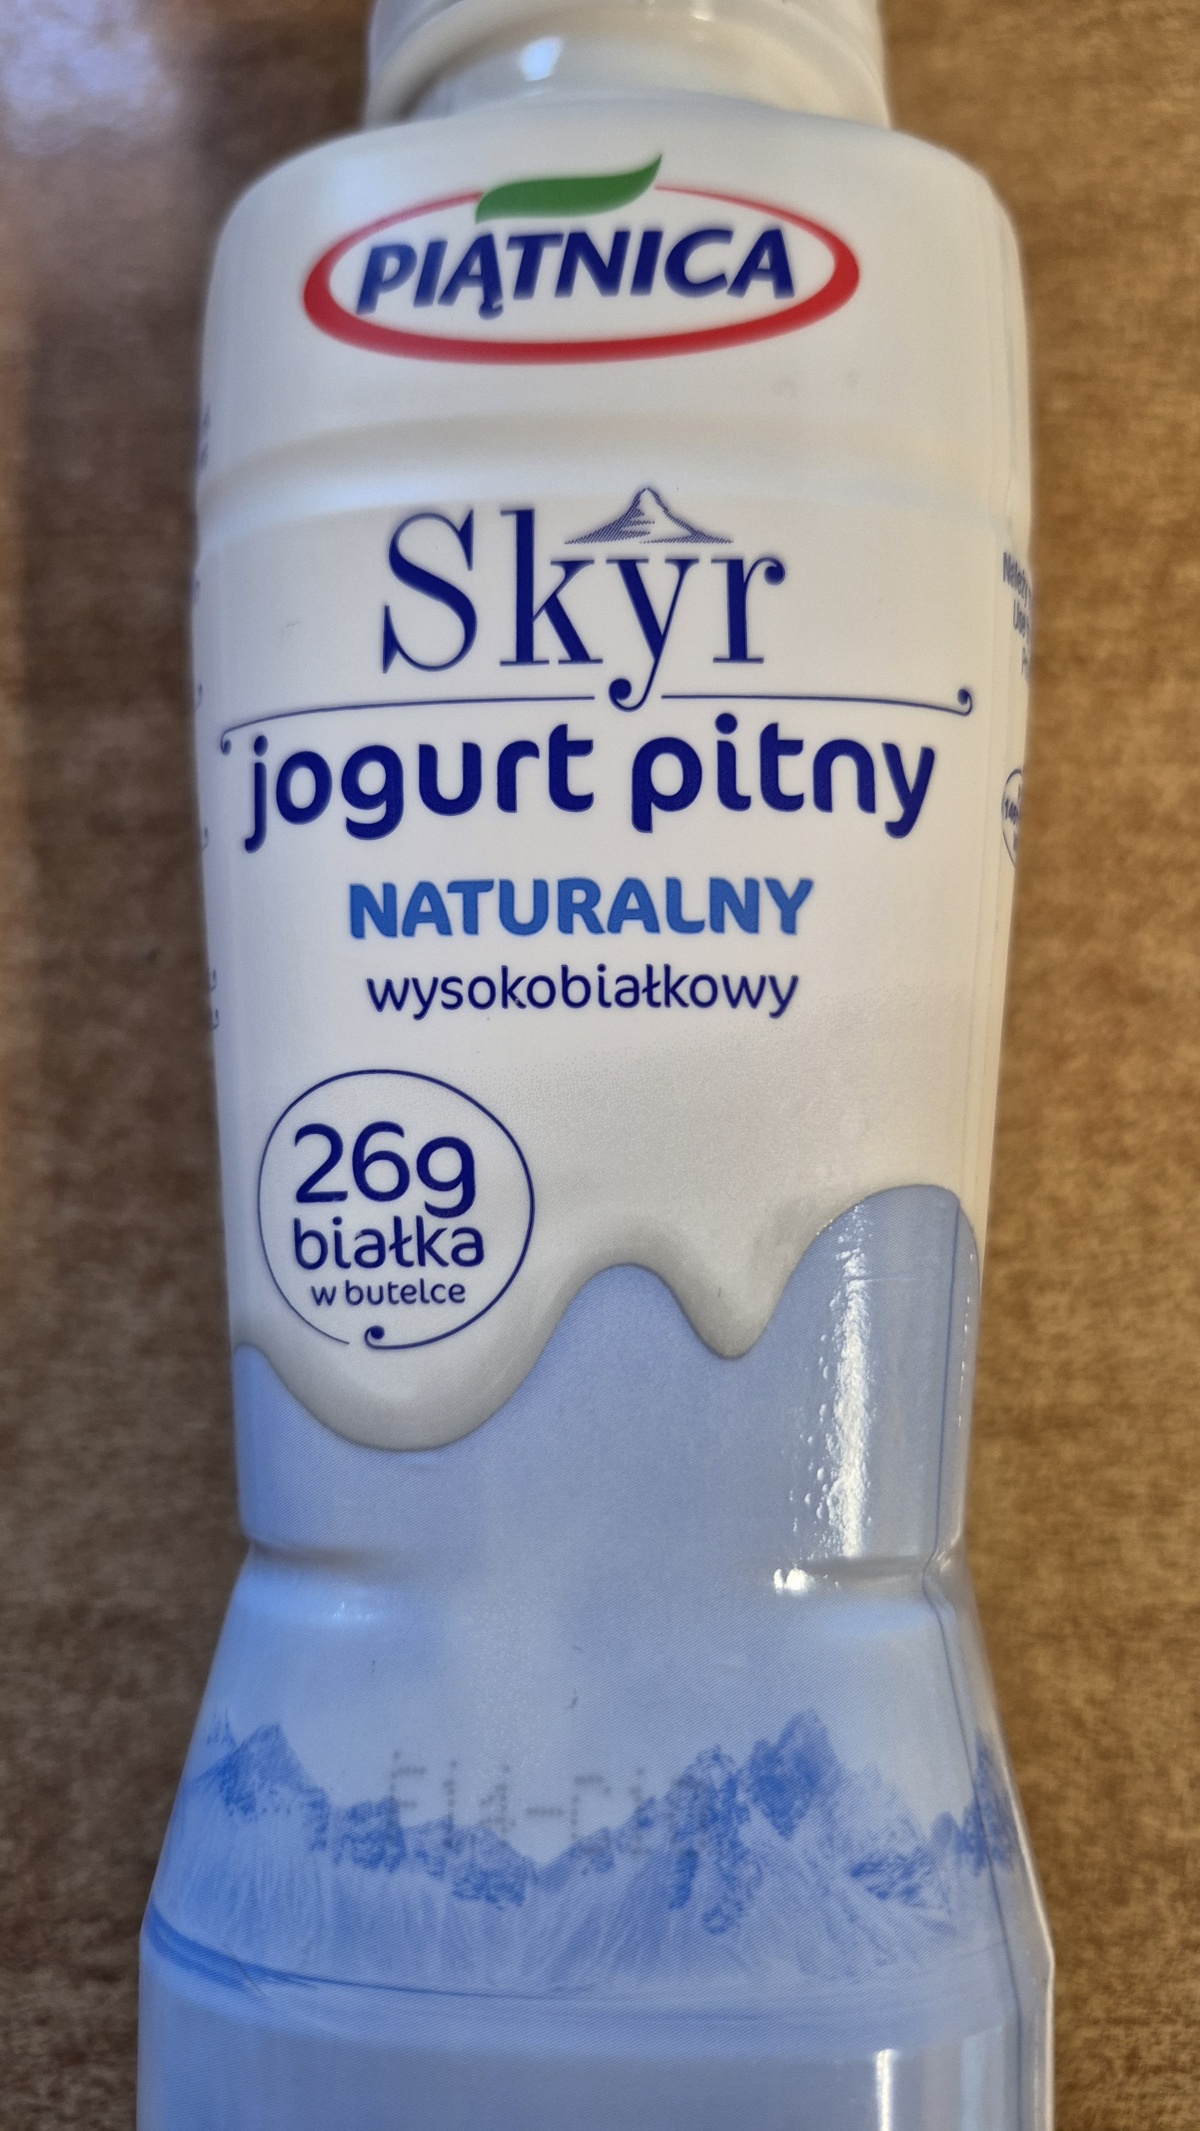 PIĄTNICA
Skyr
jogurt pitny
NATURALNY
wysokobiałkowy
26g
białka
w butelce